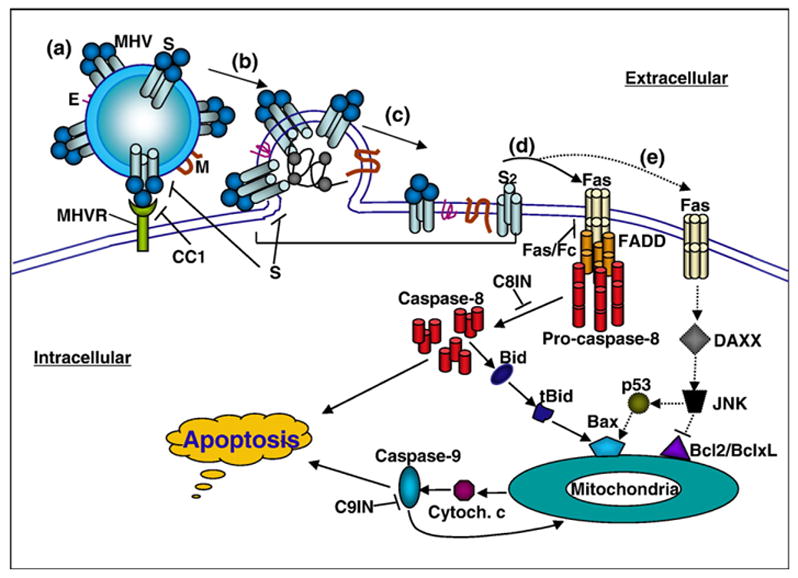 (a)
MHV
S
(b)
Extracellular
E
(c)
M
(d)
(e)
S2
Fas
Fas
MHVR
CC1
S
Fas/Fc
FADD
C8IN
Caspase-8
Pro-caspase-8
DAXX
Intracellular
Bid
tBid
p53
JNK
Bax
Bcl2/BclxL
Apoptosis
Caspase-9
Mitochondria
C9IN
Cytoch. c